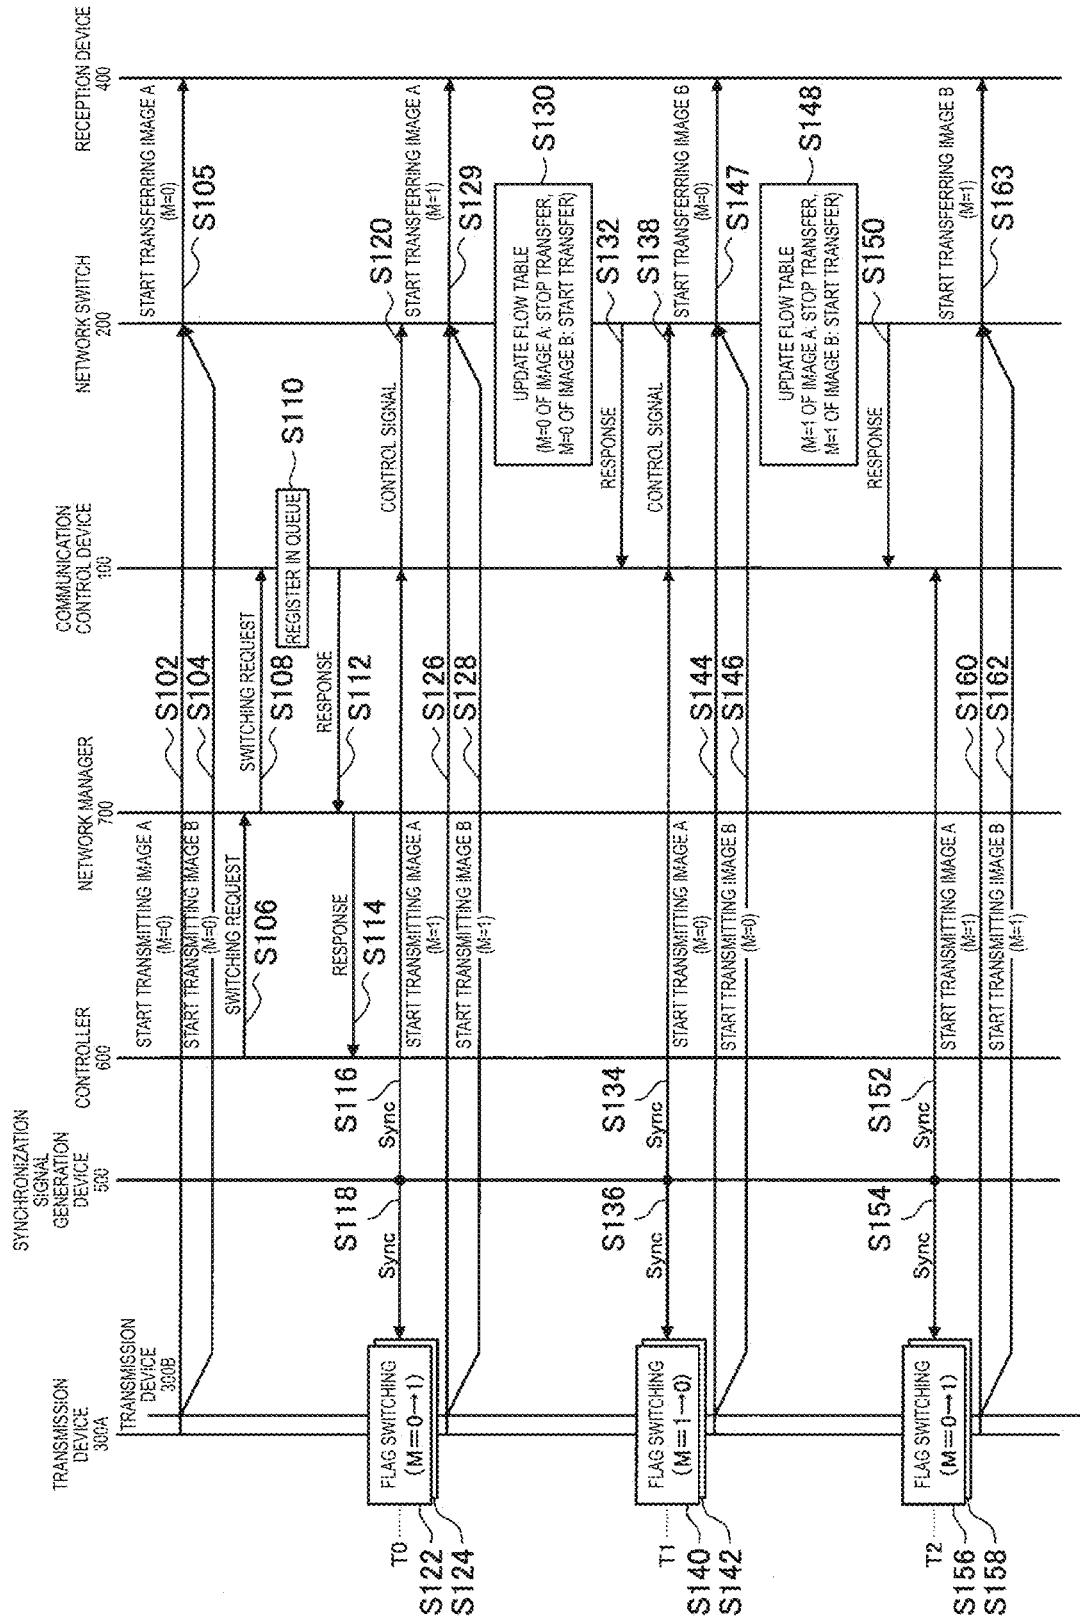 TRANSMISSION
DEVICE
300A
TRANSMISSION
DEVICE
300B
SYNCHRONIZATION
SIGNAL
GENERATION
DEVICE
500
CONTROLLER
600
NETWORK MANAGER
700
COMMUNICATION
CONTROL DEVICE
100
NETWORK SWITCH
200
RECEPTION DEVICE
400
START TRANSMITTING IMAGE A
(M=0)
S102
START TRANSFERRING IMAGE A
(M=0)
S105
START TRANSMITTING IMAGE B
(M=0)
S104
SWITCHING REQUEST
S106
SWITCHING REQUEST
S108
REGISTER IN QUEUE
S110
RESPONSE
S112
RESPONSE
S114
T0
S122
S124
FLAG SWITCHING
(M=0→1)
Sync
S118
Sync
S116
CONTROL SIGNAL
S120
START TRANSMITTING IMAGE A
(M=1)
S126
START TRANSFERRING IMAGE A
(M=1)
S129
START TRANSMITTING IMAGE B
(M=1)
S128
UPDATE FLOW TABLE
(M=0 OF IMAGE A: STOP TRANSFER,
M=0 OF IMAGE B: START TRANSFER)
S130
RESPONSE
S132
T1
S140
S142
FLAG SWITCHING
(M=1→0)
Sync
S136
Sync
S134
CONTROL SIGNAL
S138
START TRANSMITTING IMAGE A
(M=0)
S144
START TRANSFERRING IMAGE B
(M=0)
S147
START TRANSMITTING IMAGE B
(M=0)
S146
UPDATE FLOW TABLE
(M=1 OF IMAGE A: STOP TRANSFER,
M=1 OF IMAGE B: START TRANSFER)
S148
RESPONSE
S150
T2
S156
S158
FLAG SWITCHING
(M=0→1)
Sync
S154
Sync
S152
START TRANSMITTING IMAGE A
(M=1)
S160
START TRANSFERRING IMAGE B
(M=1)
S163
START TRANSMITTING IMAGE B
(M=1)
S162